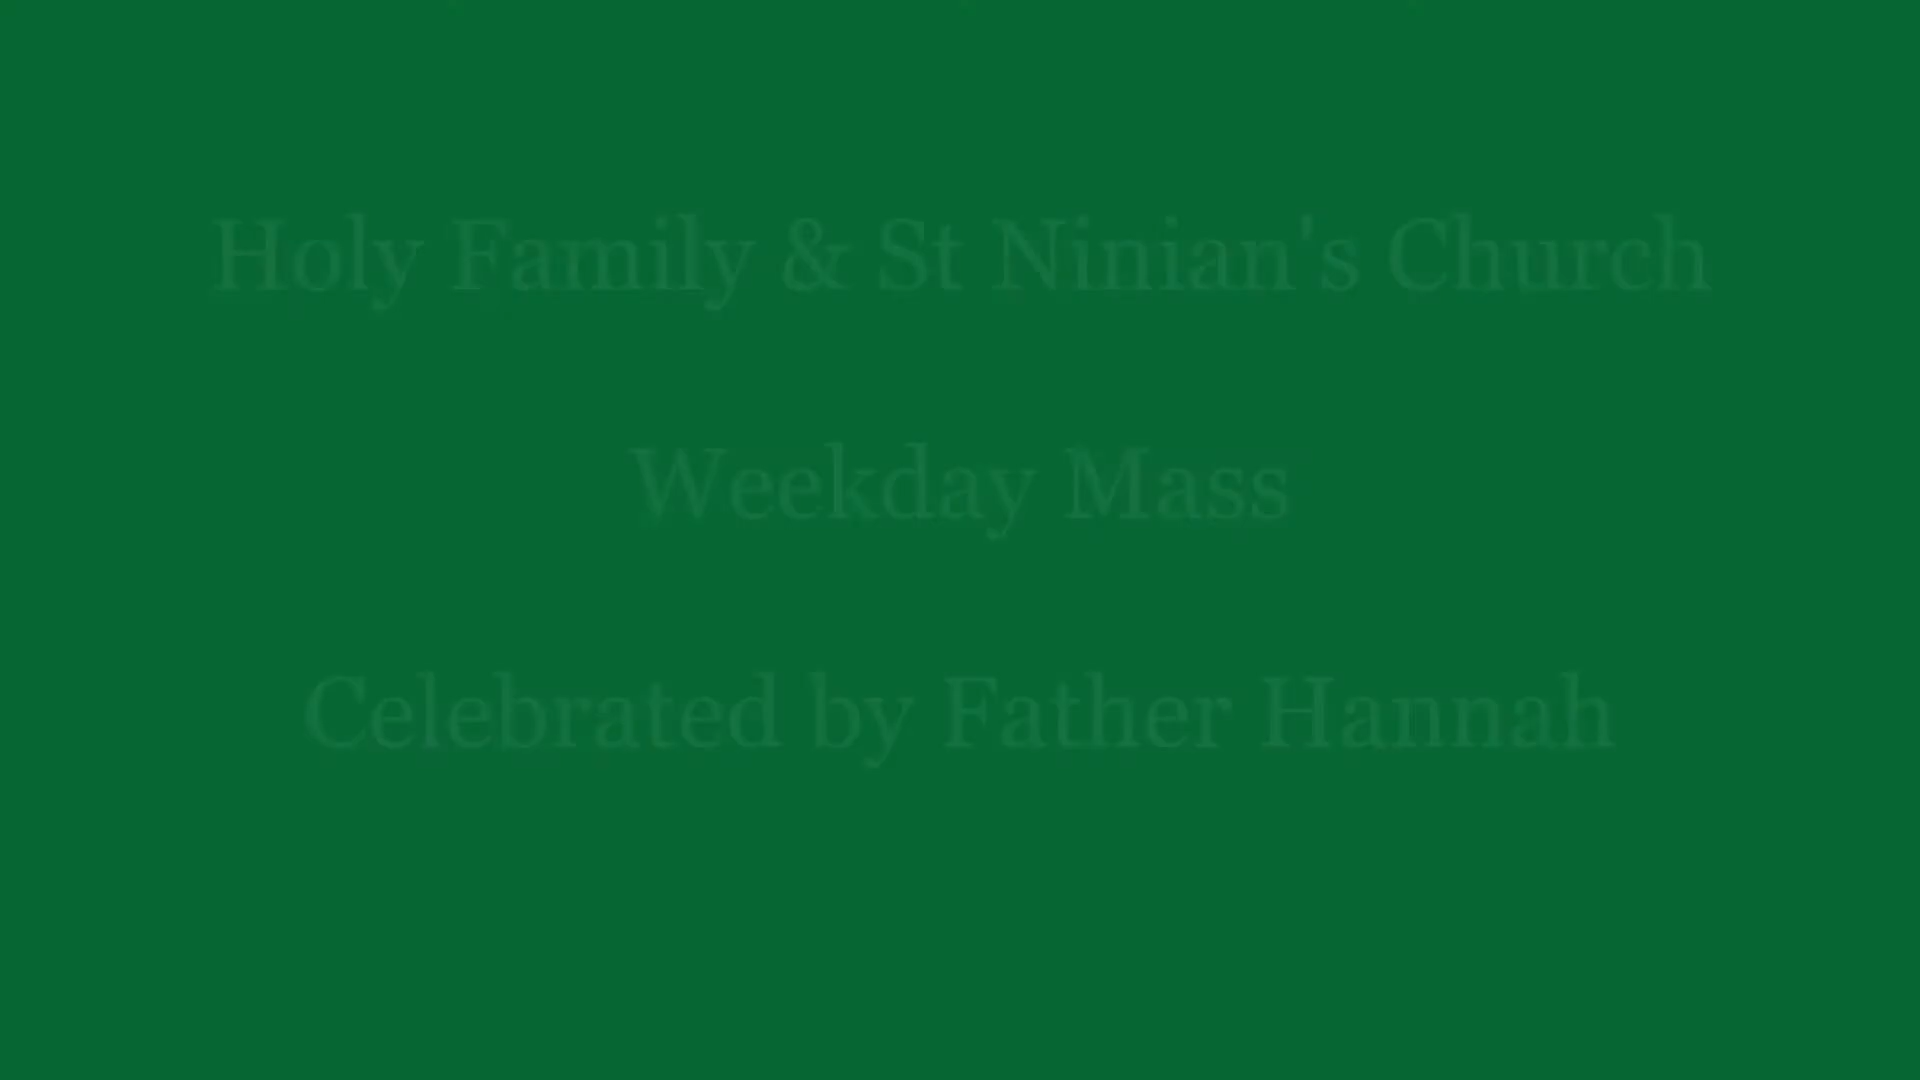 Holy Family & St Ninian's Church
Weekday Mass
Celebrated by Father Hannah